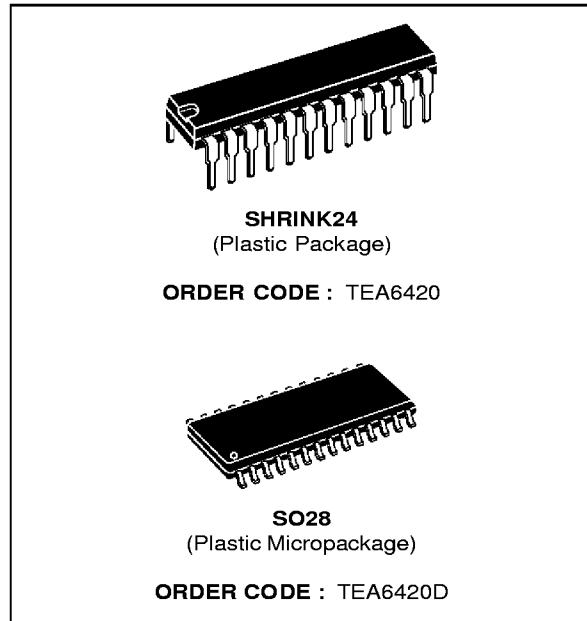 SHRINK24
(Plastic Package)
ORDER CODE : TEA6420
SO28
(Plastic Micropackage)
ORDER CODE : TEA6420D